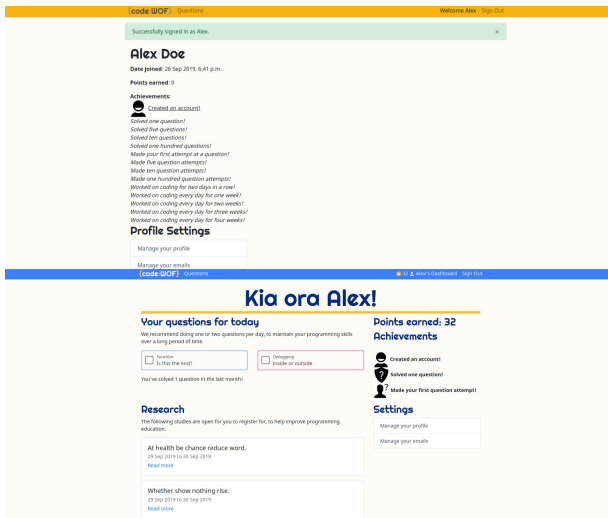 {code:WOF} Questions Welcome Alex Sign Out
Successfully signed in as Alex. ×
Alex Doe
Date joined: 26 Sep 2019, 6:41 p.m.
Points earned: 0
Achievements:
Created an account!
Solved one question!
Solved five questions!
Solved ten questions!
Solved one hundred questions!
Made your first attempt at a question!
Made five question attempts!
Made ten question attempts!
Made one hundred question attempts!
Worked on coding for two days in a row!
Worked on coding every day for one week!
Worked on coding every day for two weeks!
Worked on coding every day for three weeks!
Worked on coding every day for four weeks!
Profile Settings
Manage your profile
Manage your emails
{code:WOF} Questions 32 Alex's Dashboard Sign Out
Kia ora Alex!
Your questions for today
We recommend doing one or two questions per day, to maintain your programming skills
over a long period of time.
Function
Is this the end?
Debugging
Inside or outside
You've solved 1 question in the last month!
Research
The following studies are open for you to register for, to help improve programming
education.
At health be chance reduce word.
29 Sep 2019 to 30 Sep 2019
Read more
Whether show nothing rise.
29 Sep 2019 to 30 Sep 2019
Read more
Points earned: 32
Achievements
Created an account!
?
Solved one question!
?
Made your first question attempt!
Settings
Manage your profile
Manage your emails